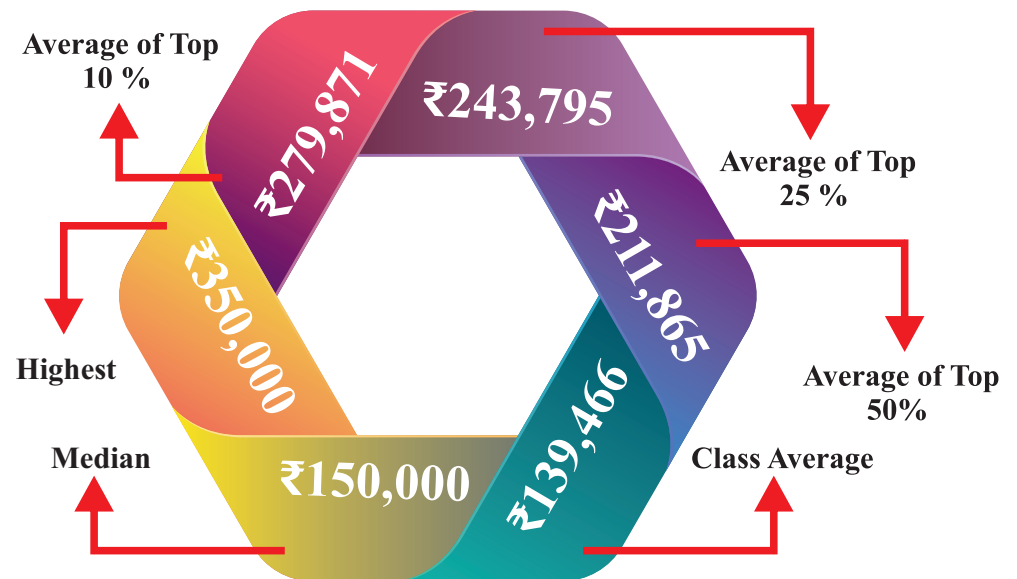 Average of Top
10 %
₹279,871
₹243,795
Average of Top
25 %
₹211,865
Average of Top
50%
₹350,000
Highest
Median
₹150,000
₹139,466
Class Average